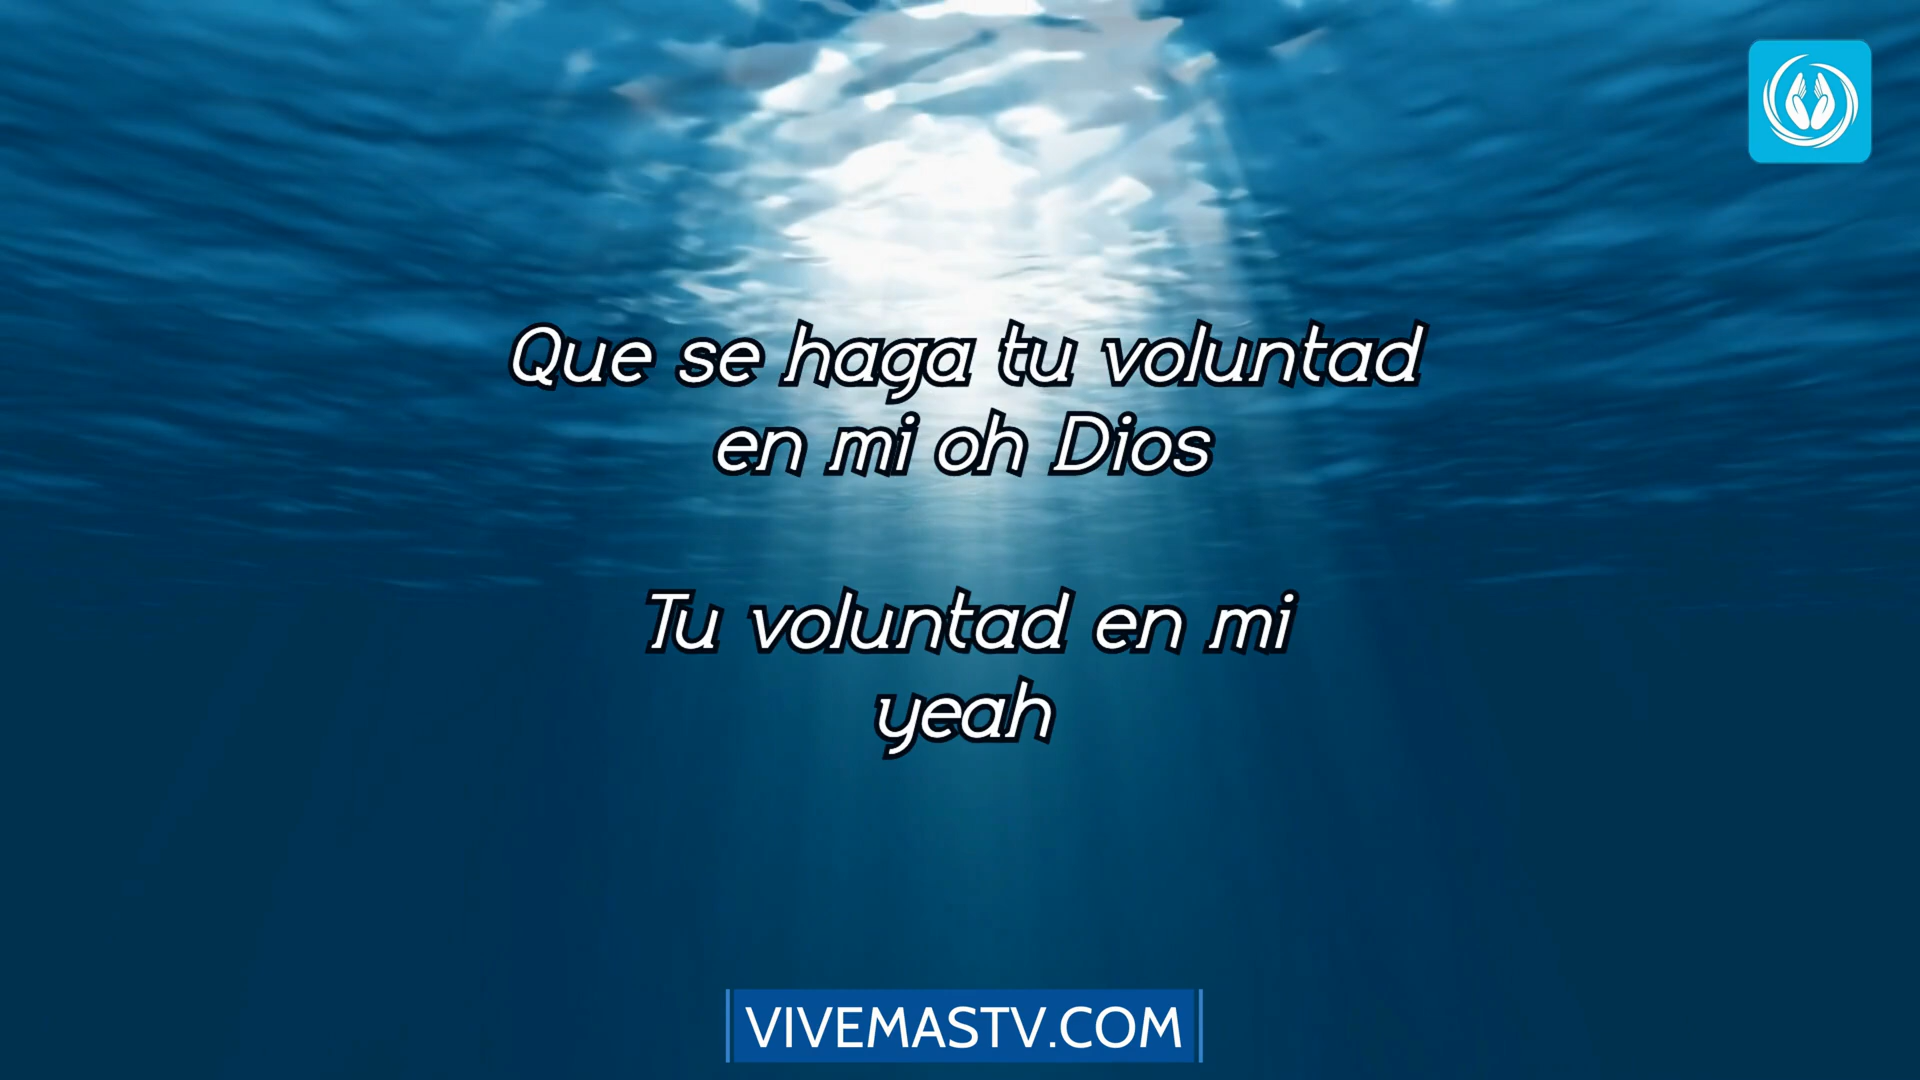 Que se haga tu voluntad
en mi oh Dios
Tu voluntad en mi
yeah
VIVEMASTV.COM